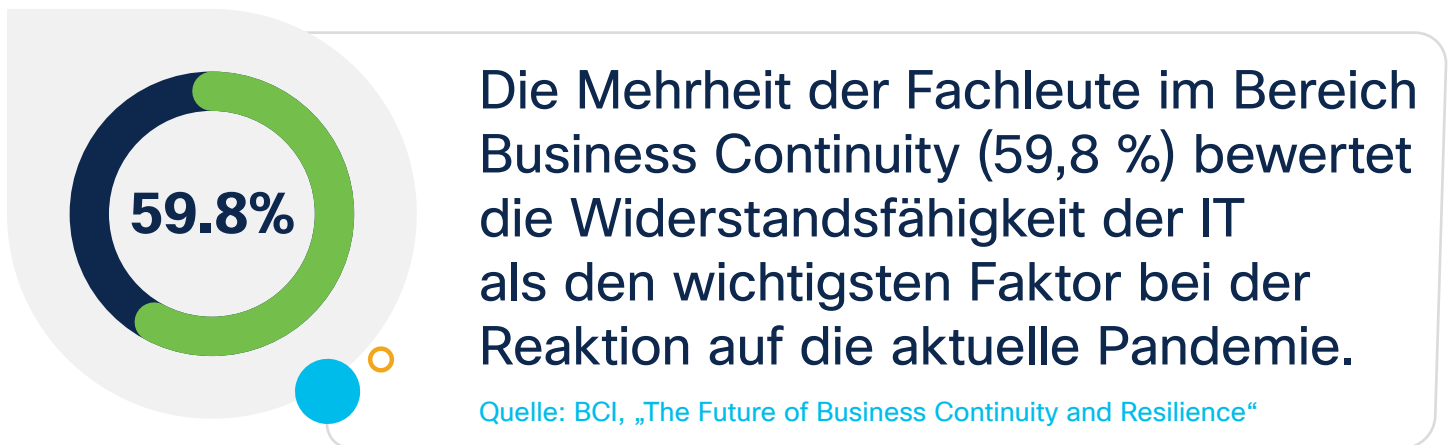 59.8%
Die Mehrheit der Fachleute im Bereich
Business Continuity (59,8 %) bewertet
die Widerstandsfähigkeit der IT
als den wichtigsten Faktor bei der
Reaktion auf die aktuelle Pandemie.
Quelle: BCI, „The Future of Business Continuity and Resilience“